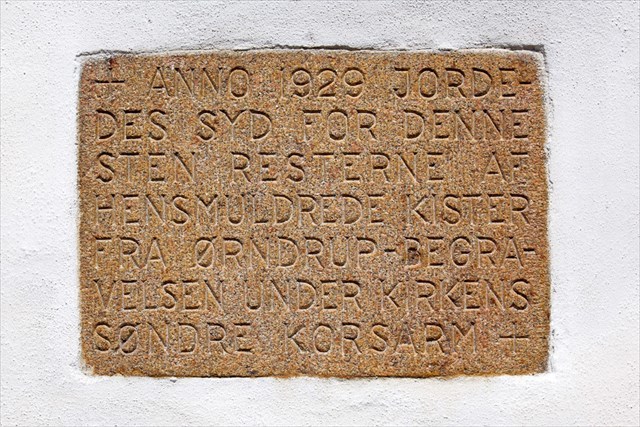 + ANNO 1929 JORDE-
DES SYD FOR DENNE
STEN RESTERNE AF
HENSMULDREDE KISTER
FRA ØRNDRUP-BEGRA-
VELSEN UNDER KIRKENS
SØNDRE KORSARM +